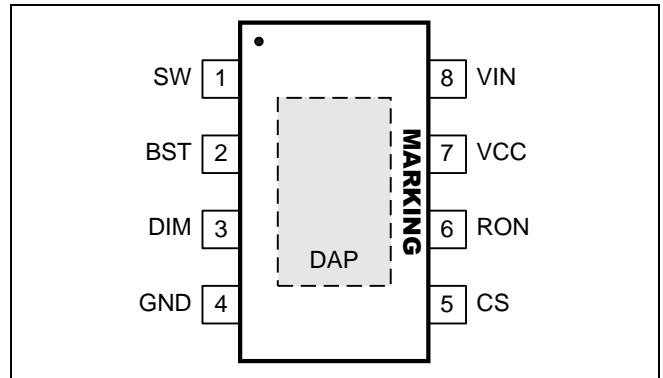 SW 1
8 VIN
BST 2
7 VCC
MARKING
DIM 3
6 RON
DAP
GND 4
5 CS